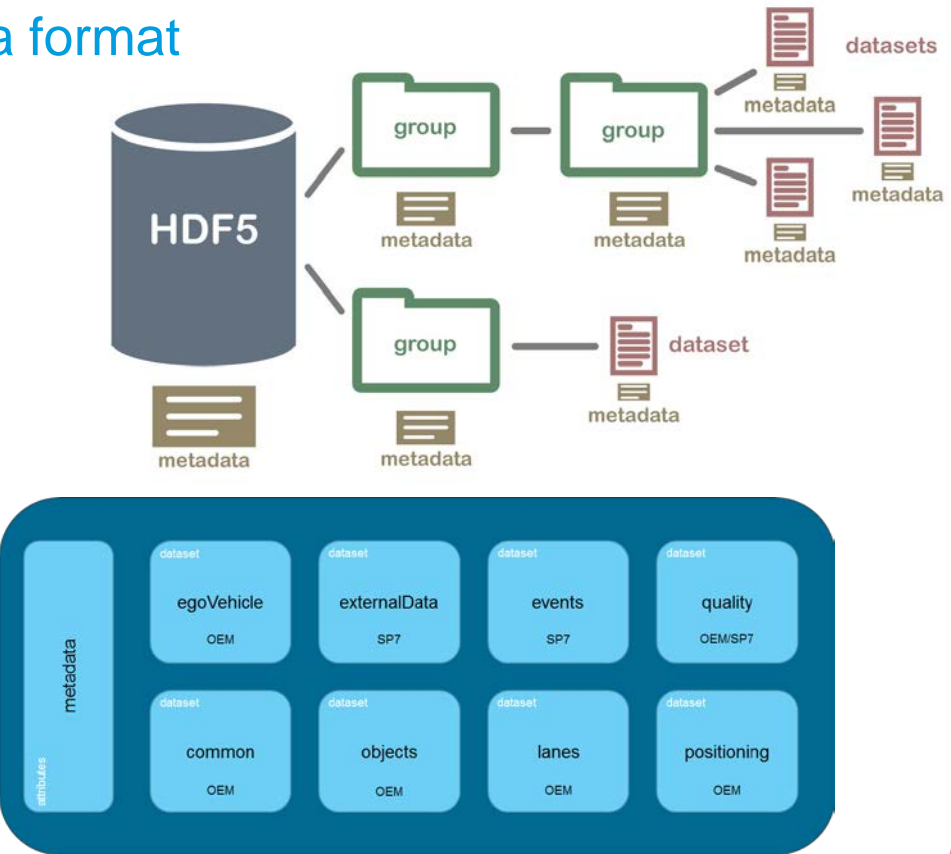 a format
datasets
metadata
group
group
metadata
HDF5
metadata
metadata
metadata
group
dataset
metadata
metadata
metadata
dataset
egoVehicle
OEM
dataset
externalData
SP7
dataset
events
SP7
dataset
quality
OEM/SP7
metadata
attributes
dataset
common
OEM
dataset
objects
OEM
dataset
lanes
OEM
dataset
positioning
OEM